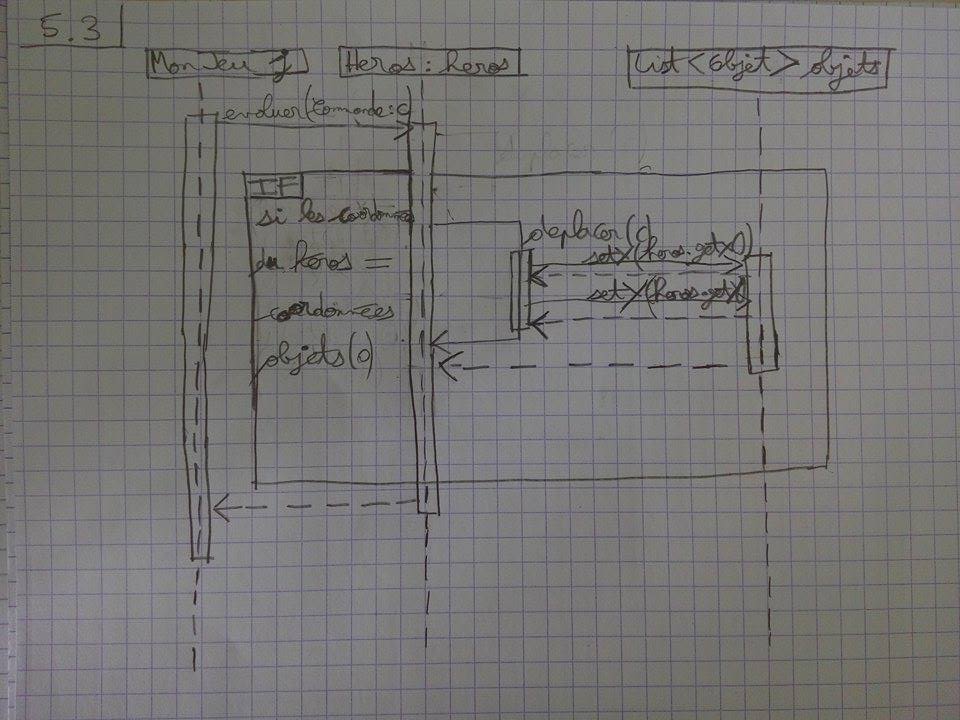 5.3
MonJeu j
Heros : heros
List<Objet> objets
evoluer(Commande:c)
IF
si les coordonnées
du heros =
coordonnées
objets(0)
deplacer(c)
setX(heros.getX())
setY(heros.getY()